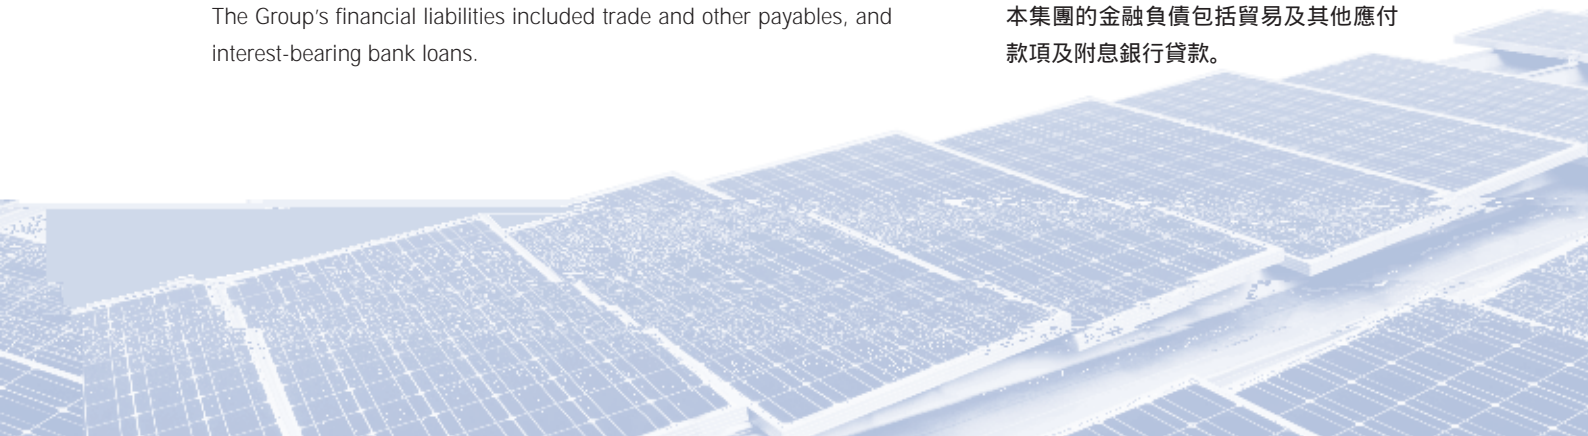 The Group's financial liabilities included trade and other payables, and
interest-bearing bank loans.
本集團的金融負債包括貿易及其他應付
款項及附息銀行貸款。